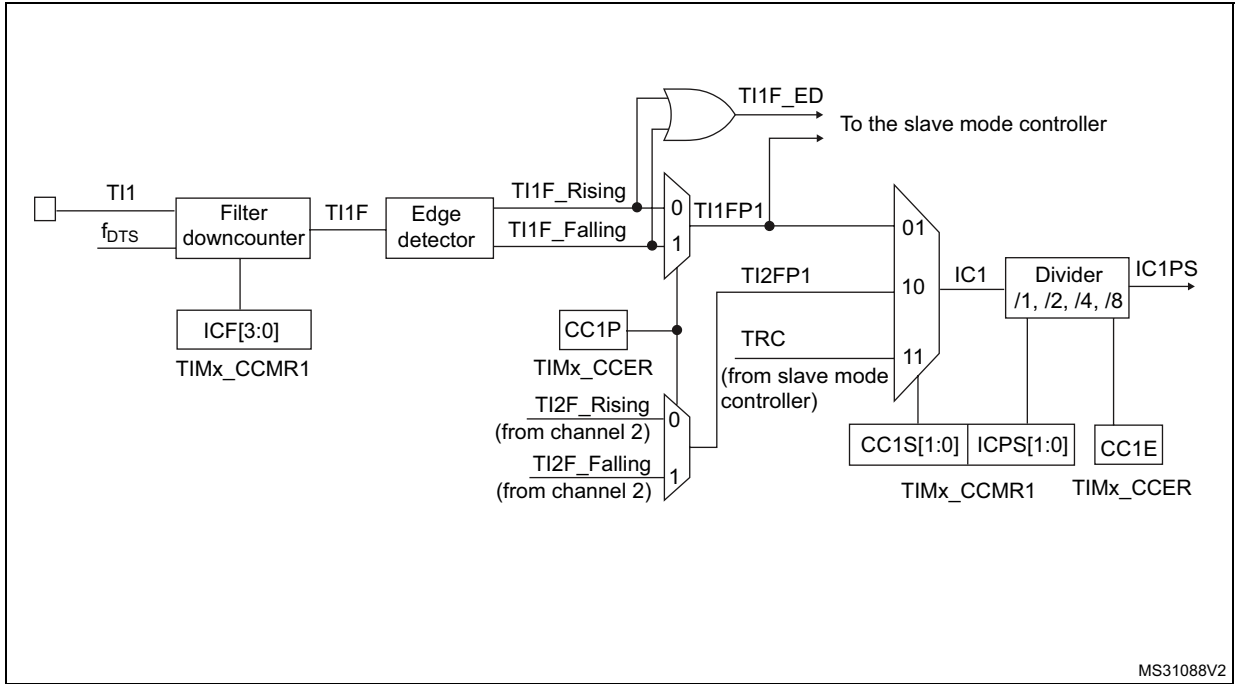 TI1F_ED
To the slave mode controller
TI1
f_DTS
Filter
downcounter
TI1F
Edge
detector
TI1F_Rising
TI1F_Falling
0
1
TI1FP1
01
10
11
TI2FP1
TRC
(from slave mode
controller)
IC1
Divider
/1, /2, /4, /8
IC1PS
ICF[3:0]
TIMx_CCMR1
CC1P
TIMx_CCER
TI2F_Rising
(from channel 2)
TI2F_Falling
(from channel 2)
0
1
CC1S[1:0]
ICPS[1:0]
TIMx_CCMR1
CC1E
TIMx_CCER
MS31088V2